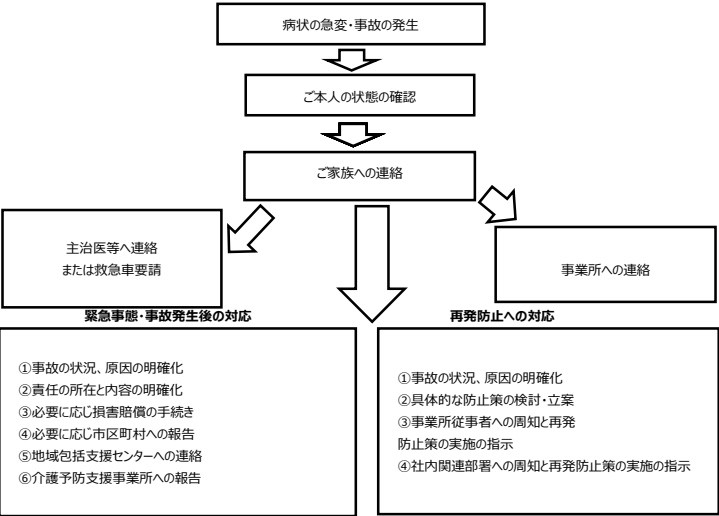 病状の急変・事故の発生
ご本人の状態の確認
ご家族への連絡
主治医等へ連絡
または救急車要請
事業所への連絡
緊急事態・事故発生後の対応
再発防止への対応
①事故の状況、原因の明確化
②責任の所在と内容の明確化
③必要に応じ損害賠償の手続き
④必要に応じ市区町村への報告
⑤地域包括支援センターへの連絡
⑥介護予防支援事業所への報告
①事故の状況、原因の明確化
②具体的な防止策の検討・立案
③事業所従事者への周知と再発
防止策の実施の指示
④社内関連部署への周知と再発防止策の実施の指示